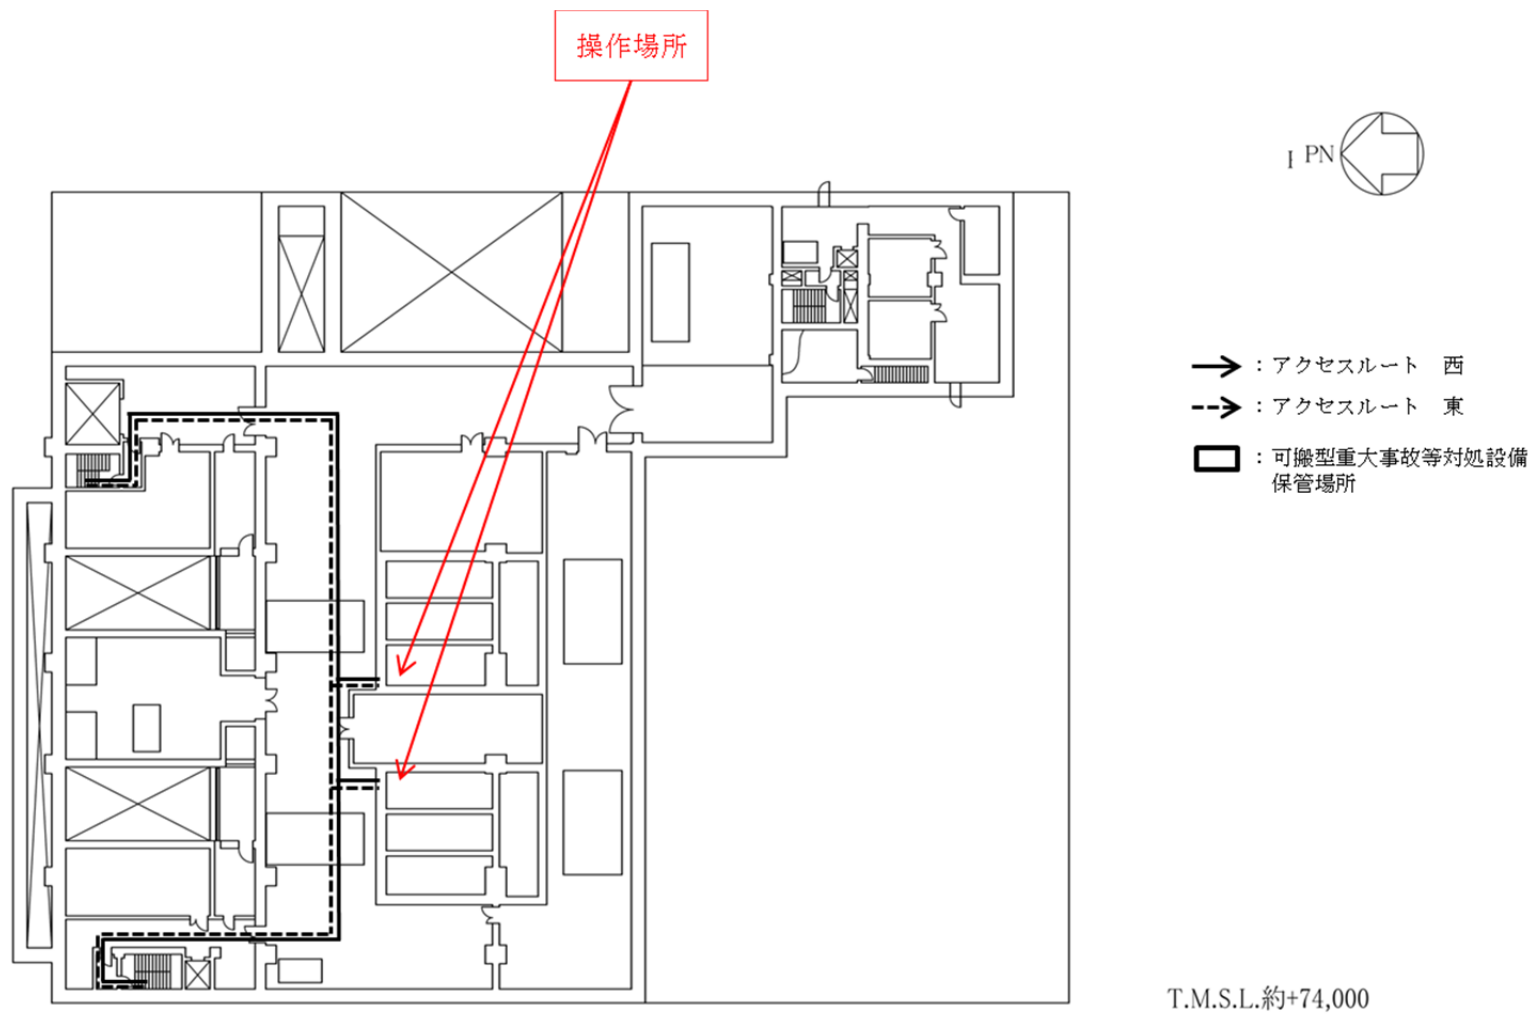 操作場所
PN
：アクセスルート　西
：アクセスルート　東
：可搬型重大事故等対処設備
保管場所
T.M.S.L.約+74,000